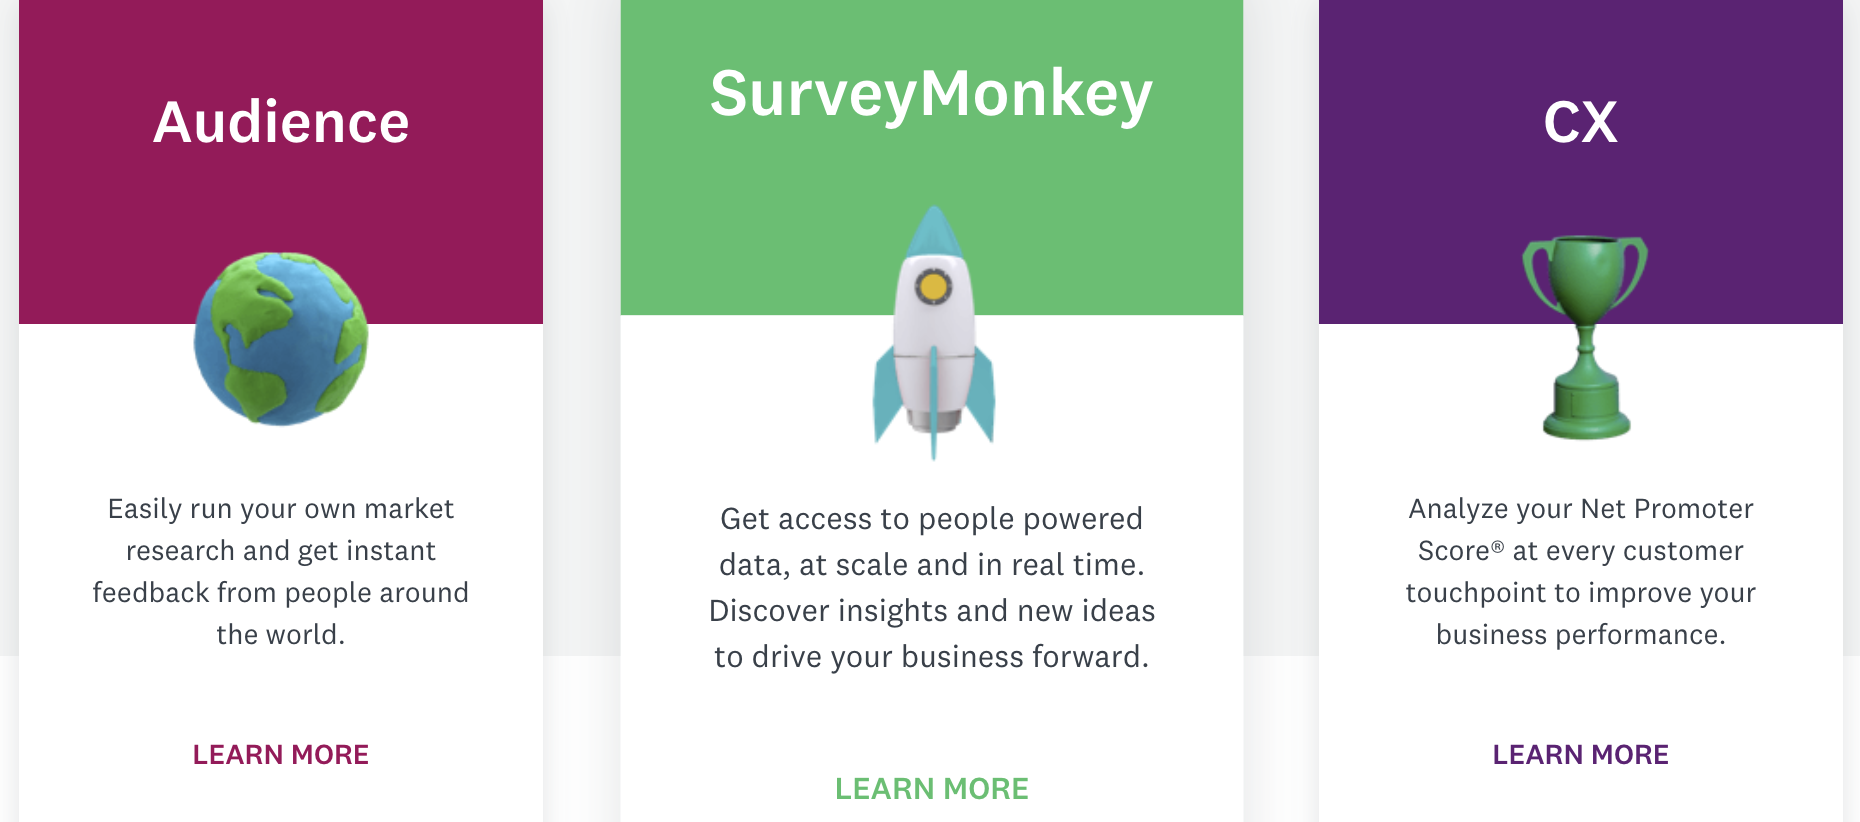 Audience
Easily run your own market
research and get instant
feedback from people around
the world.
LEARN MORE
SurveyMonkey
Get access to people powered
data, at scale and in real time.
Discover insights and new ideas
to drive your business forward.
LEARN MORE
CX
Analyze your Net Promoter
Score® at every customer
touchpoint to improve your
business performance.
LEARN MORE